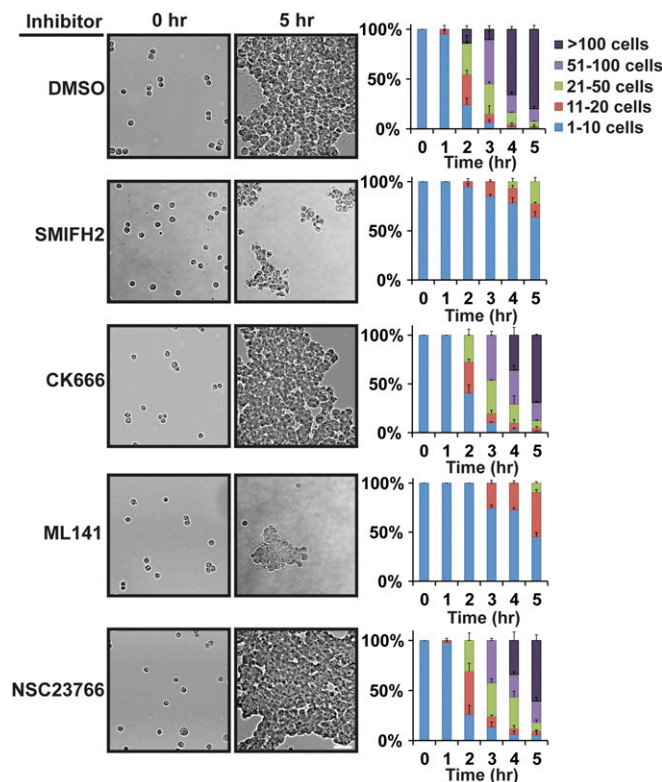 Inhibitor 0 hr 5 hr
DMSO
100%
50%
0%
0 1 2 3 4 5
Time (hr)
>100 cells
51-100 cells
21-50 cells
11-20 cells
1-10 cells
SMIFH2
100%
50%
0%
0 1 2 3 4 5
Time (hr)
CK666
100%
50%
0%
0 1 2 3 4 5
Time (hr)
ML141
100%
50%
0%
0 1 2 3 4 5
Time (hr)
NSC23766
100%
50%
0%
0 1 2 3 4 5
Time (hr)